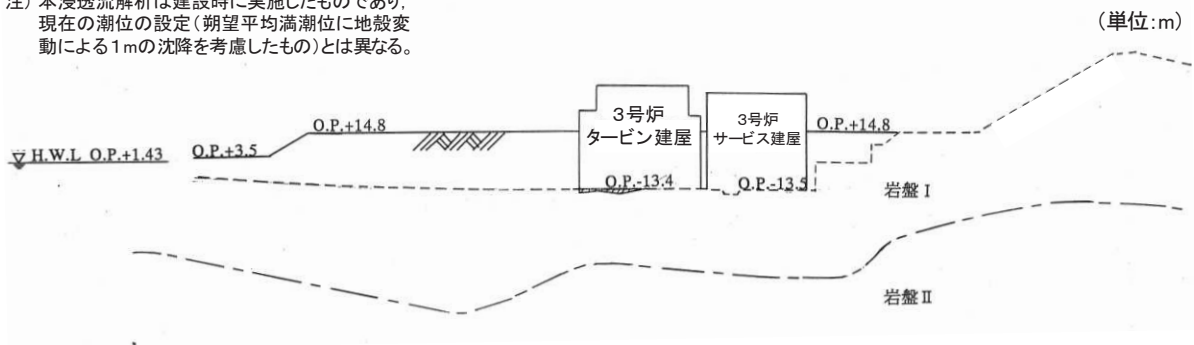 注) 本浸透流解析は建設時に実施したものであり,
現在の潮位の設定(朔望平均満潮位に地殻変
動による1mの沈降を考慮したもの)とは異なる。
(単位:m)
3号炉
タービン建屋
3号炉
サービス建屋
O.P.+14.8
O.P.+14.8
H.W.L O.P.+1.43
O.P.+3.5
O.P.-13.4
O.P.-13.5
岩盤Ⅰ
岩盤Ⅱ